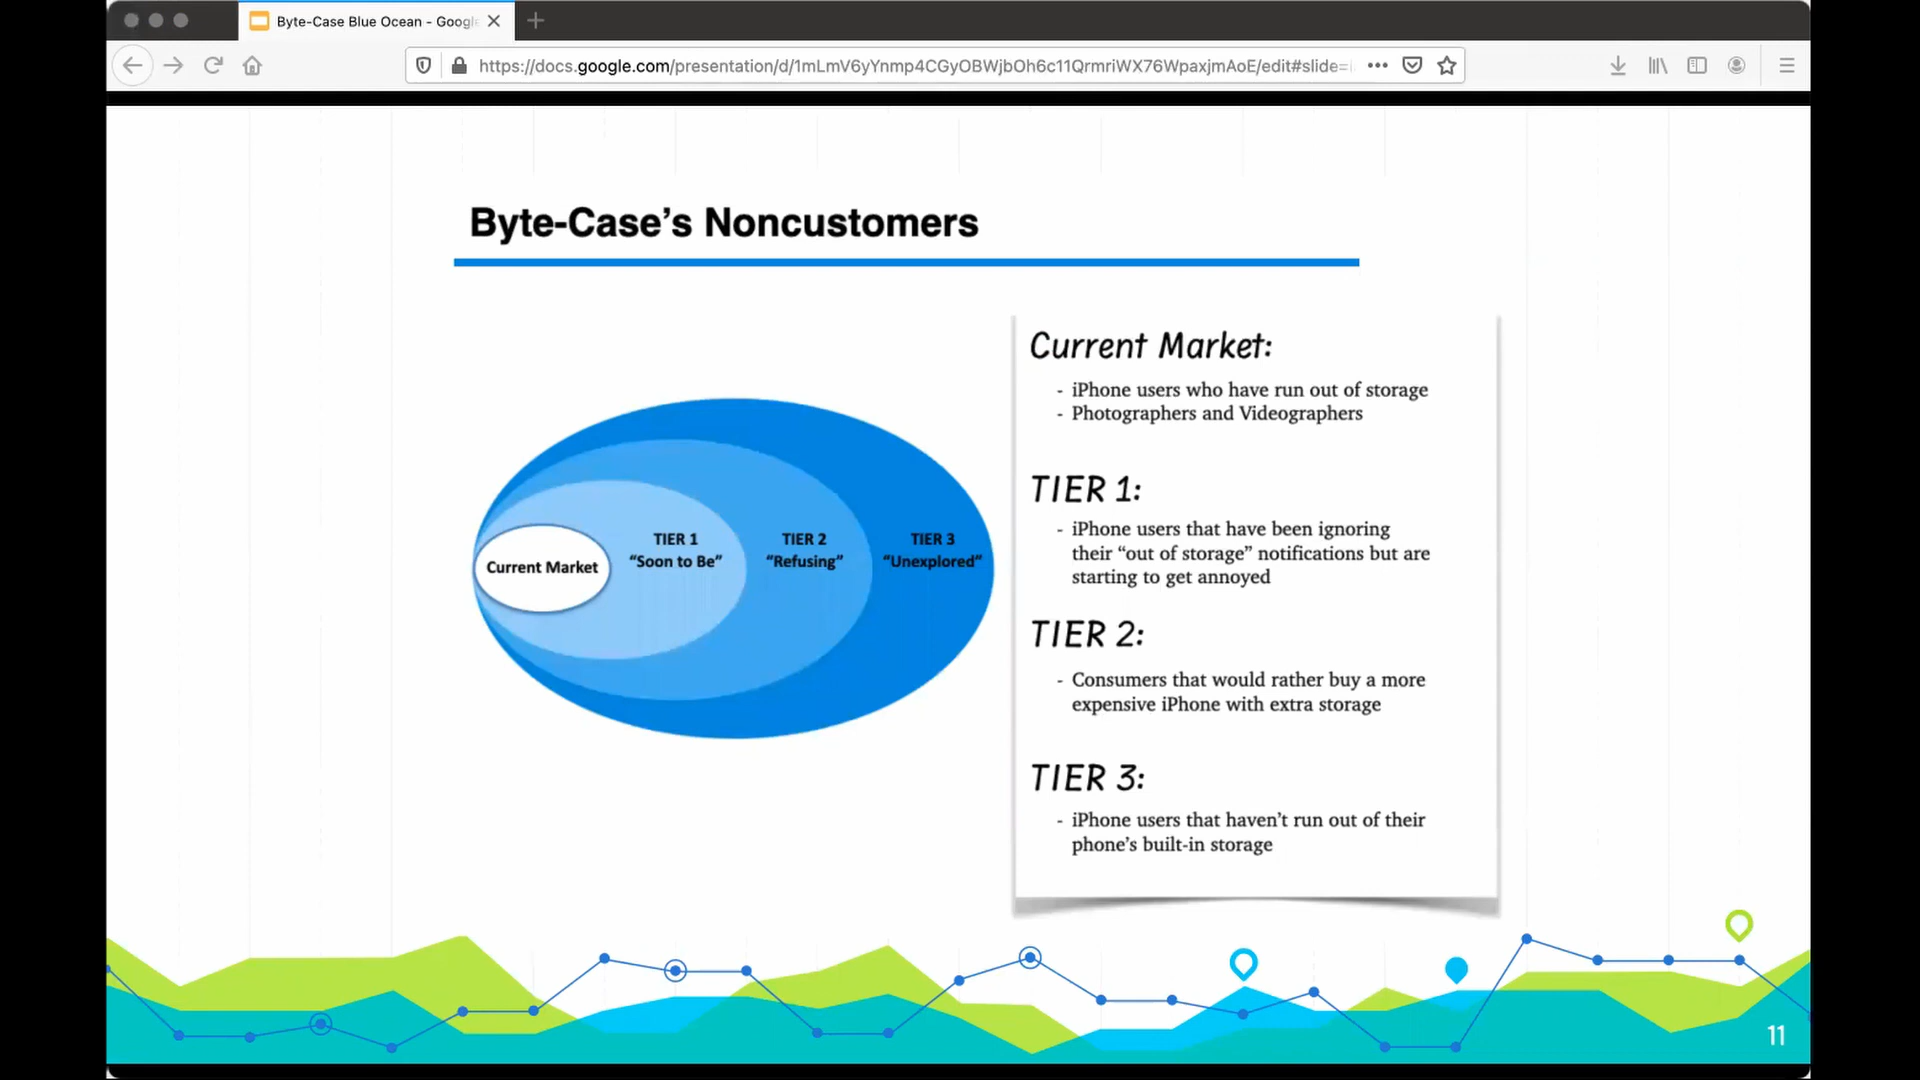 Byte-Case Blue Ocean - Google
https://docs.google.com/presentation/d/1mLmV6yYnmp4CGyOBWjbOh6c11QrmriWX76WpaxjmAoE/edit#slide=
Byte-Case’s Noncustomers
Current Market
TIER 1
“Soon to Be”
TIER 2
“Refusing”
TIER 3
“Unexplored”
Current Market:
- iPhone users who have run out of storage
- Photographers and Videographers
TIER 1:
- iPhone users that have been ignoring
their “out of storage” notifications but are
starting to get annoyed
TIER 2:
- Consumers that would rather buy a more
expensive iPhone with extra storage
TIER 3:
- iPhone users that haven’t run out of their
phone’s built-in storage
11